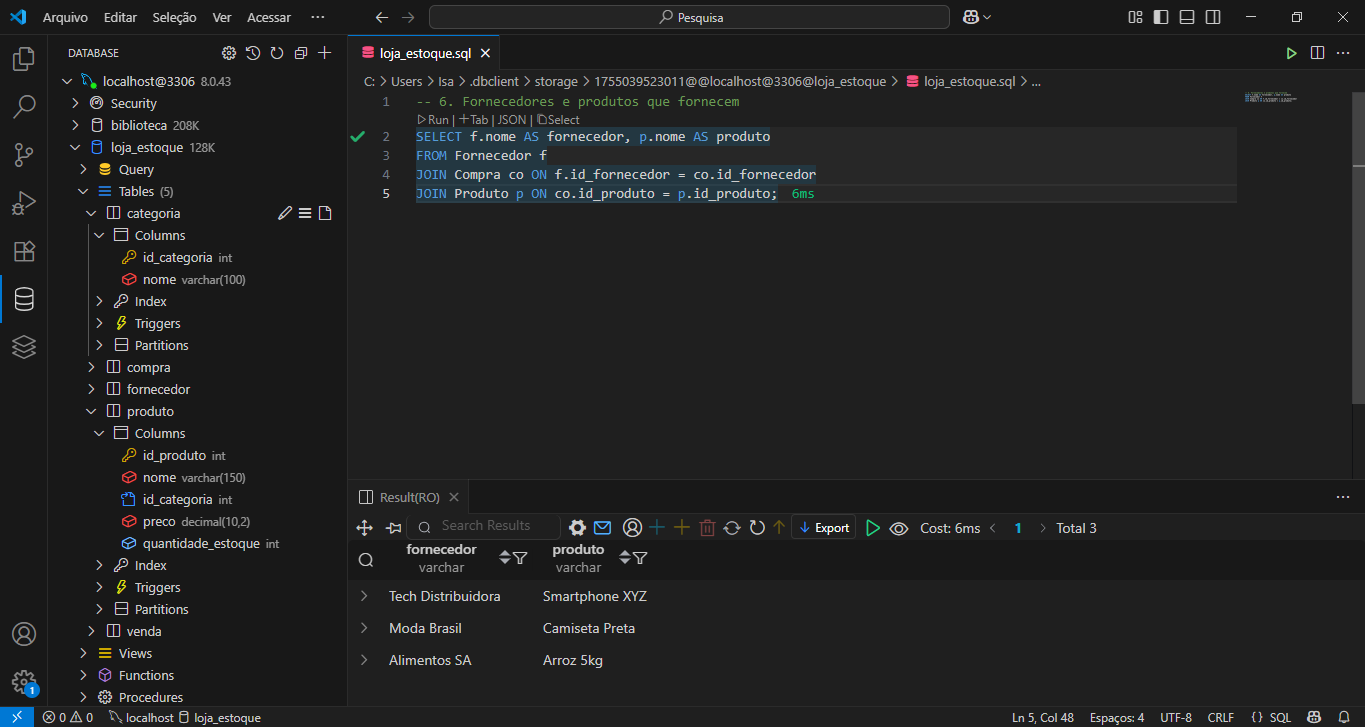 Arquivo Editar Seleção Ver Acessar ··· Pesquisa
DATABASE
localhost@3306 8.0.43
Security
biblioteca 208K
loja_estoque 128K
Query
Tables (5)
categoria
Columns
id_categoria int
nome varchar(100)
Index
Triggers
Partitions
compra
fornecedor
produto
Columns
id_produto int
nome varchar(150)
id_categoria int
preco decimal(10,2)
quantidade_estoque int
Index
Triggers
Partitions
venda
Views
Functions
Procedures
1
loja_estoque.sql
C: > Users > Isa > .dbclient > storage > 1755039523011@@localhost@3306@loja_estoque > loja_estoque.sql > ...
1 -- 6. Fornecedores e produtos que fornecem
Run | Tab | JSON | Select
2 SELECT f.nome AS fornecedor, p.nome AS produto
3 FROM Fornecedor f
4 JOIN Compra co ON f.id_fornecedor = co.id_fornecedor
5 JOIN Produto p ON co.id_produto = p.id_produto; 6ms
Result(RO)
Search Results Export Cost: 6ms < 1 > Total 3
fornecedor produto
varchar varchar
Tech Distribuidora Smartphone XYZ
Moda Brasil Camiseta Preta
Alimentos SA Arroz 5kg
0 0 localhost loja_estoque Ln 5, Col 48 Espaços: 4 UTF-8 CRLF {} SQL